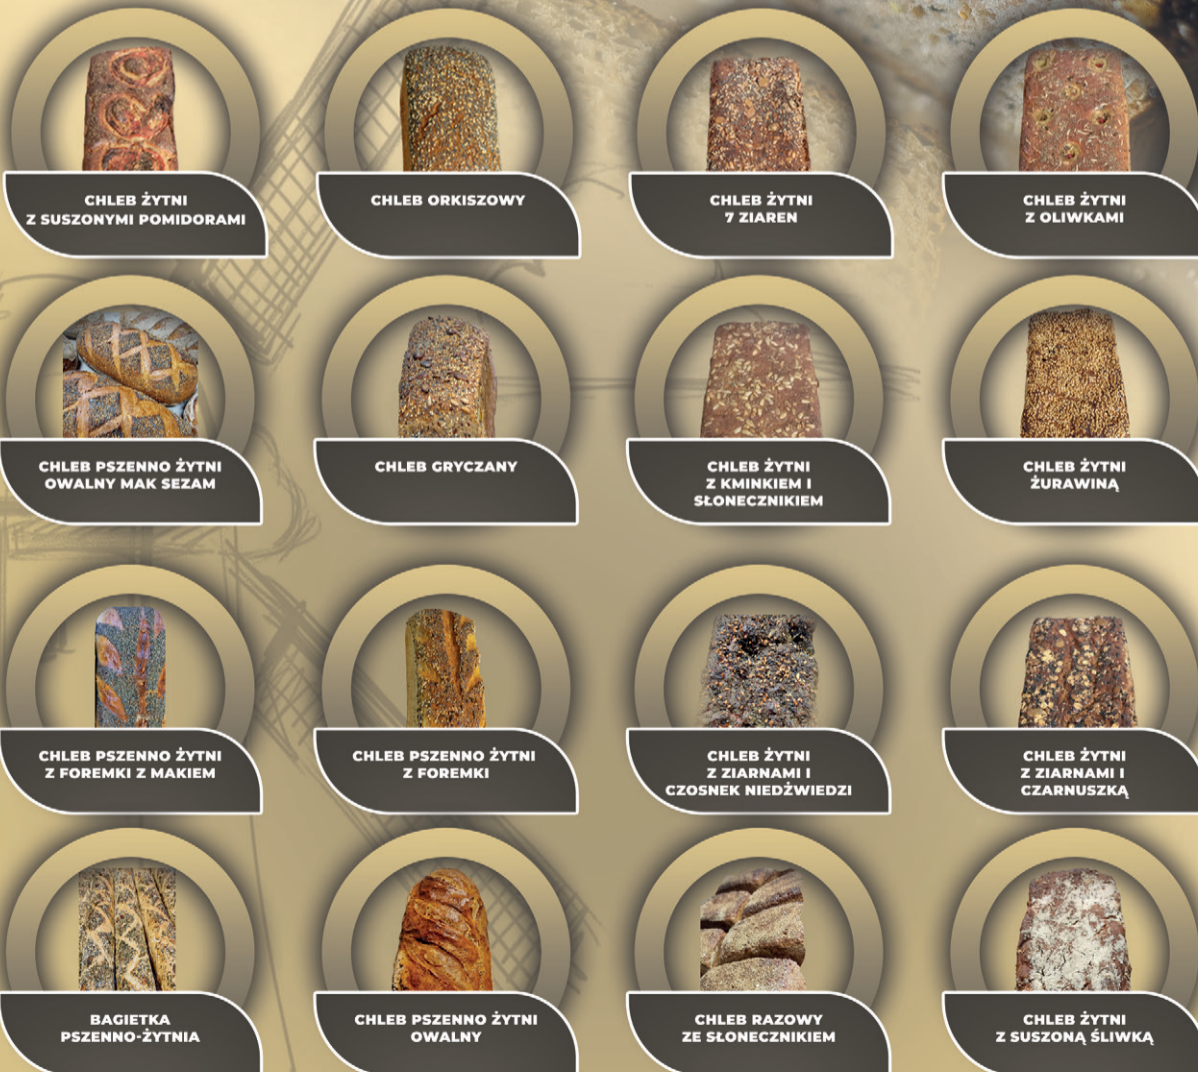 CHLEB ŻYTNI
Z SUSZONYMI POMIDORAMI
CHLEB ORKISZOWY
CHLEB ŻYTNI
7 ZIAREN
CHLEB ŻYTNI
Z OLIWKAMI
CHLEB PSZENNO ŻYTNI
OWALNY MAK SEZAM
CHLEB GRYCZANY
CHLEB ŻYTNI
Z KMINKIEM I
SŁONECZNIKIEM
CHLEB ŻYTNI
ŻURAWINĄ
CHLEB PSZENNO ŻYTNI
Z FOREMKI Z MAKIEM
CHLEB PSZENNO ŻYTNI
Z FOREMKI
CHLEB ŻYTNI
Z ZIARNAMI I
CZOSNEK NIEDŻWIEDZI
CHLEB ŻYTNI
Z ZIARNAMI I
CZARNUSZKĄ
BAGIETKA
PSZENNO-ŻYTNIA
CHLEB PSZENNO ŻYTNI
OWALNY
CHLEB RAZOWY
ZE SŁONECZNIKIEM
CHLEB ŻYTNI
Z SUSZONĄ ŚLIWKĄ